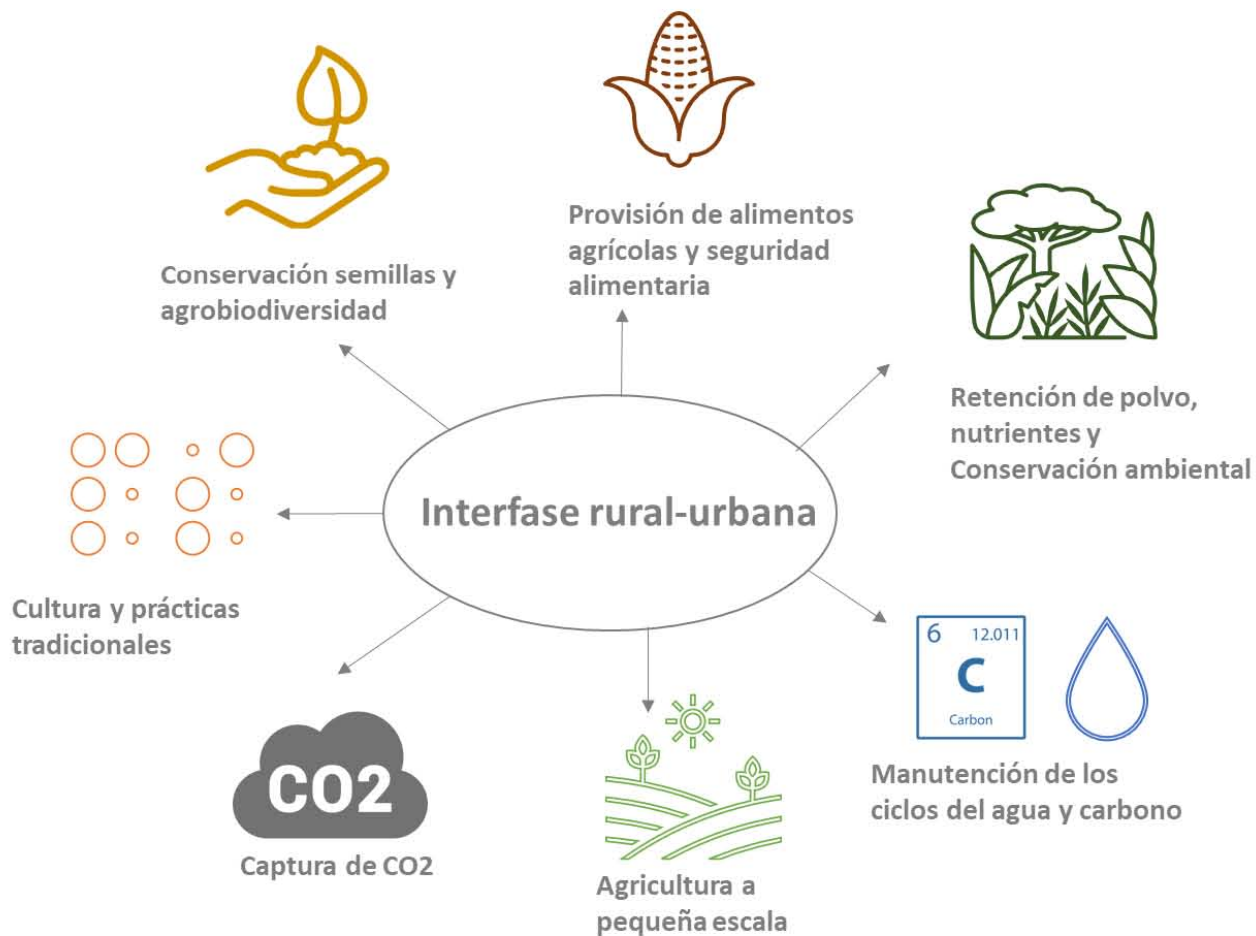 Conservación semillas y
agrobiodiversidad
Provisión de alimentos
agrícolas y seguridad
alimentaria
Retención de polvo,
nutrientes y
Conservación ambiental
Interfase rural-urbana
Cultura y prácticas
tradicionales
6 12.011
C
Carbon
Manutención de los
ciclos del agua y carbono
CO2
Captura de CO2
Agricultura a
pequeña escala